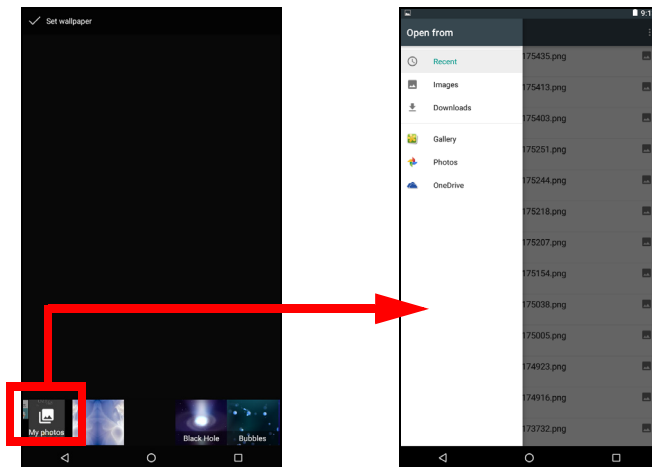 Set wallpaper
My photos
Black Hole
Bubbles
9:1
Open from
Recent
Images
Downloads
Gallery
Photos
OneDrive
175435.png
175413.png
175403.png
175251.png
175244.png
175218.png
175207.png
175154.png
175038.png
175005.png
174923.png
174916.png
173732.png